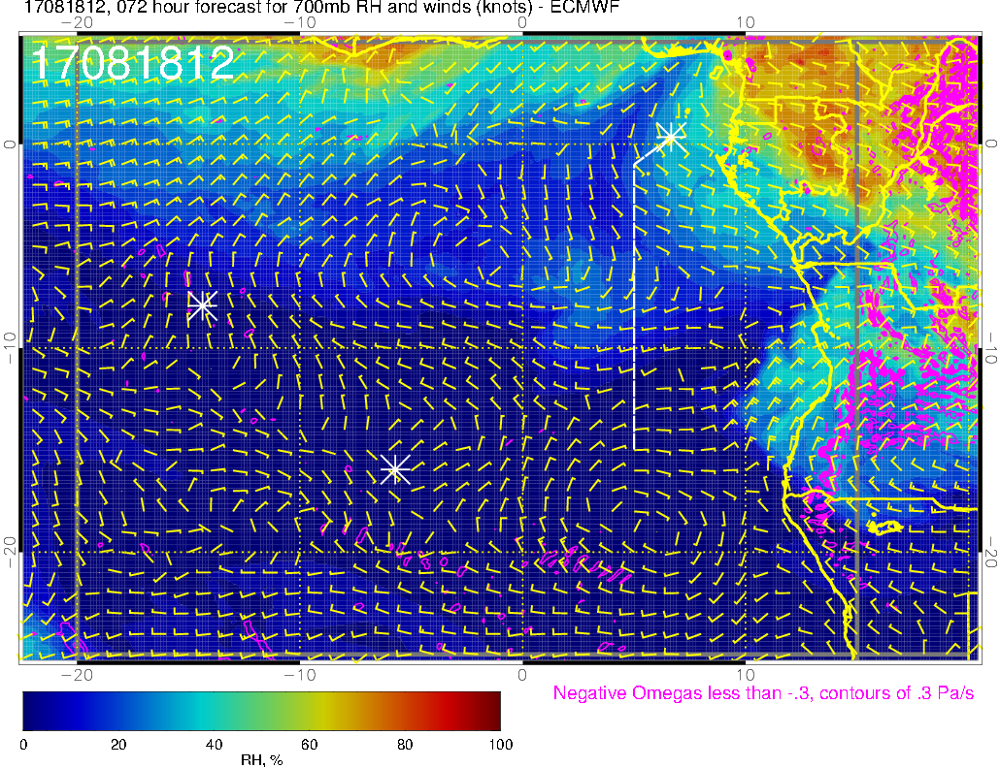 17081812, 072 hour forecast for 700mb RH and winds (knots) - ECMWF
−20 −10 0 10
17081812
0 0
−10 −10
−20 −20
−20 −10 0 10
Negative Omegas less than -.3, contours of .3 Pa/s
0 20 40 60 80 100
RH, %